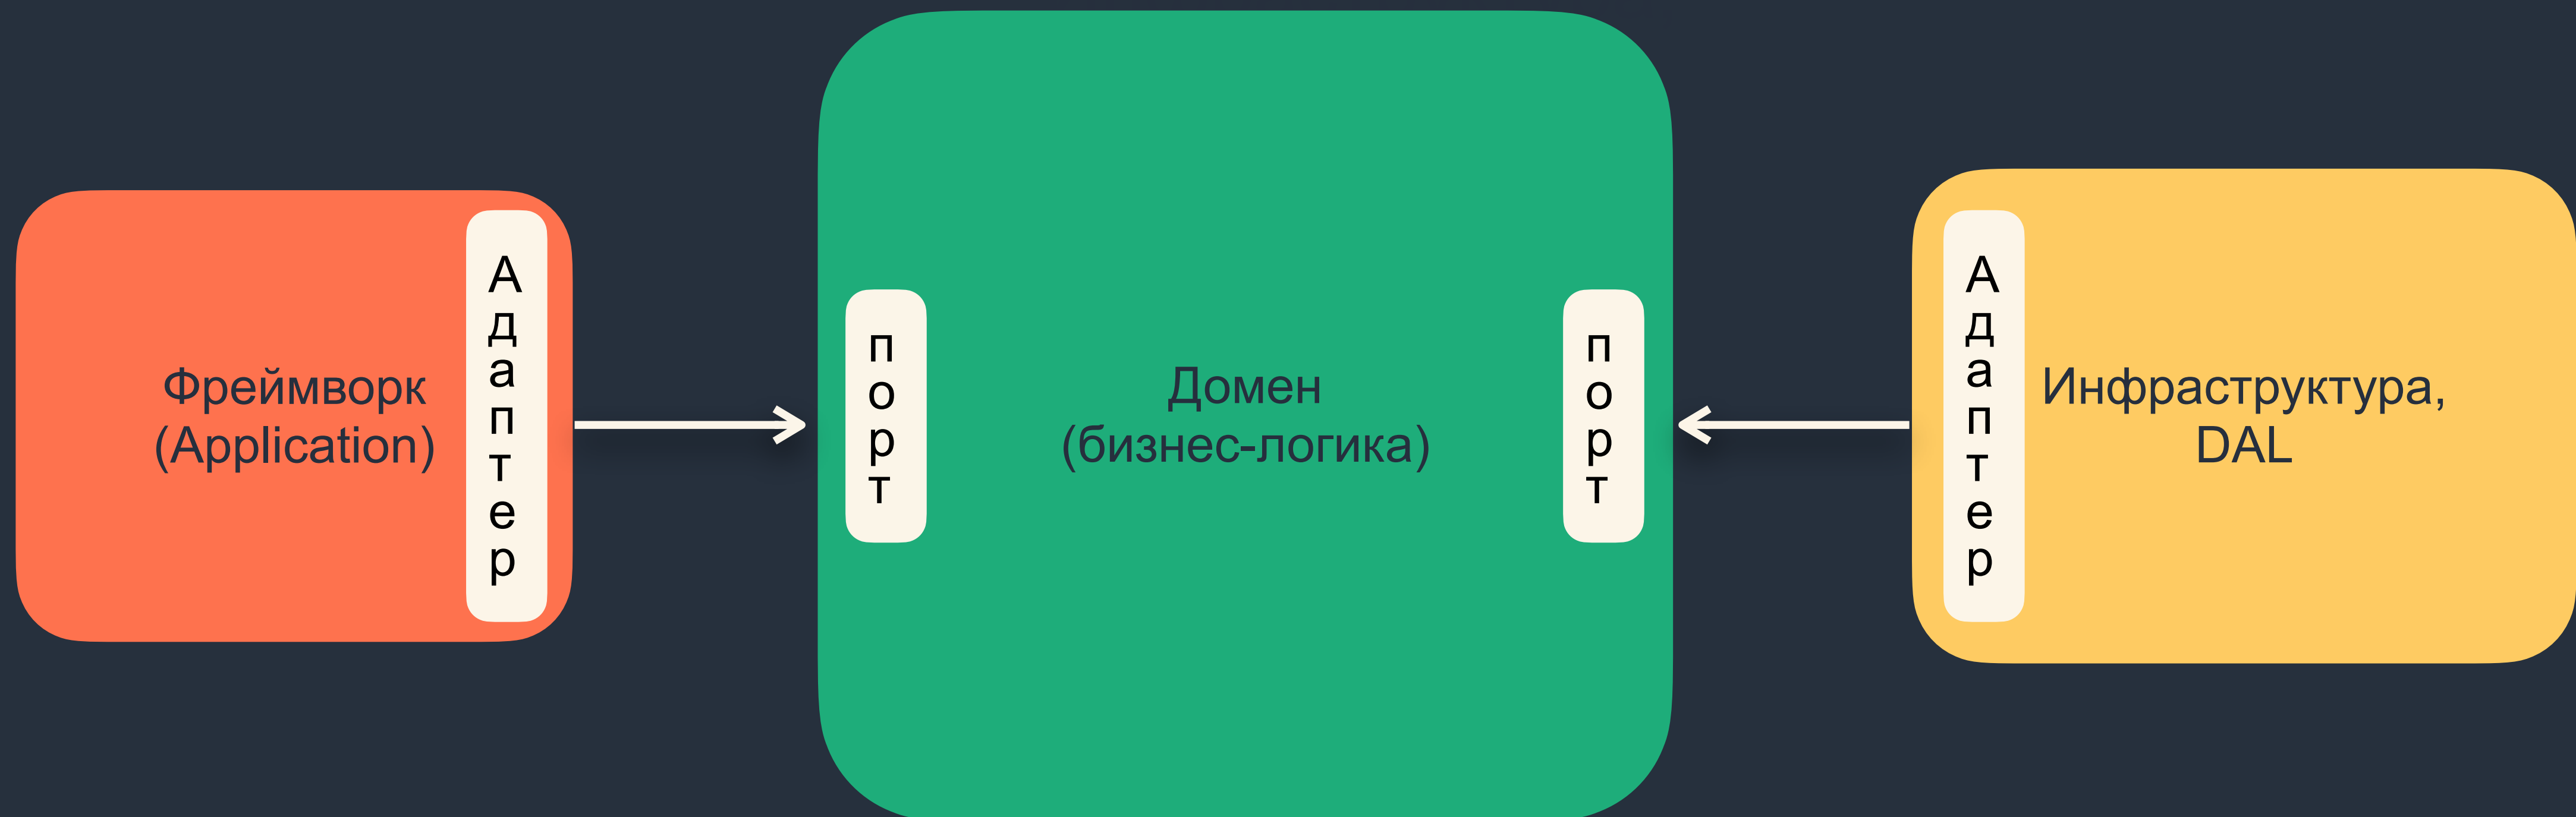 Фреймворк
(Application)
Адаптер
порт
Домен
(бизнес-логика)
порт
Адаптер
Инфраструктура,
DAL